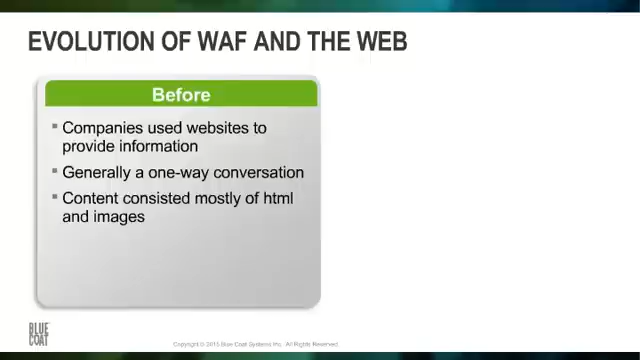 EVOLUTION OF WAF AND THE WEB
Before
▪ Companies used websites to
provide information
▪ Generally a one-way conversation
▪ Content consisted mostly of html
and images
BLUE
COAT
Copyright © 2015 Blue Coat Systems Inc. All Rights Reserved.